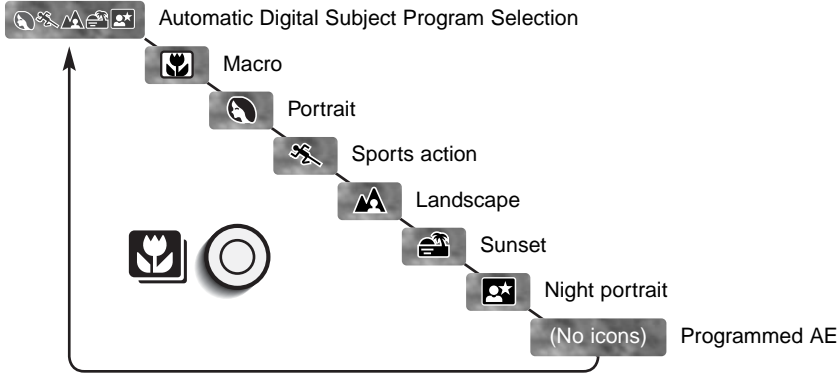 Automatic Digital Subject Program Selection
Macro
Portrait
Sports action
Landscape
Sunset
Night portrait
(No icons) Programmed AE